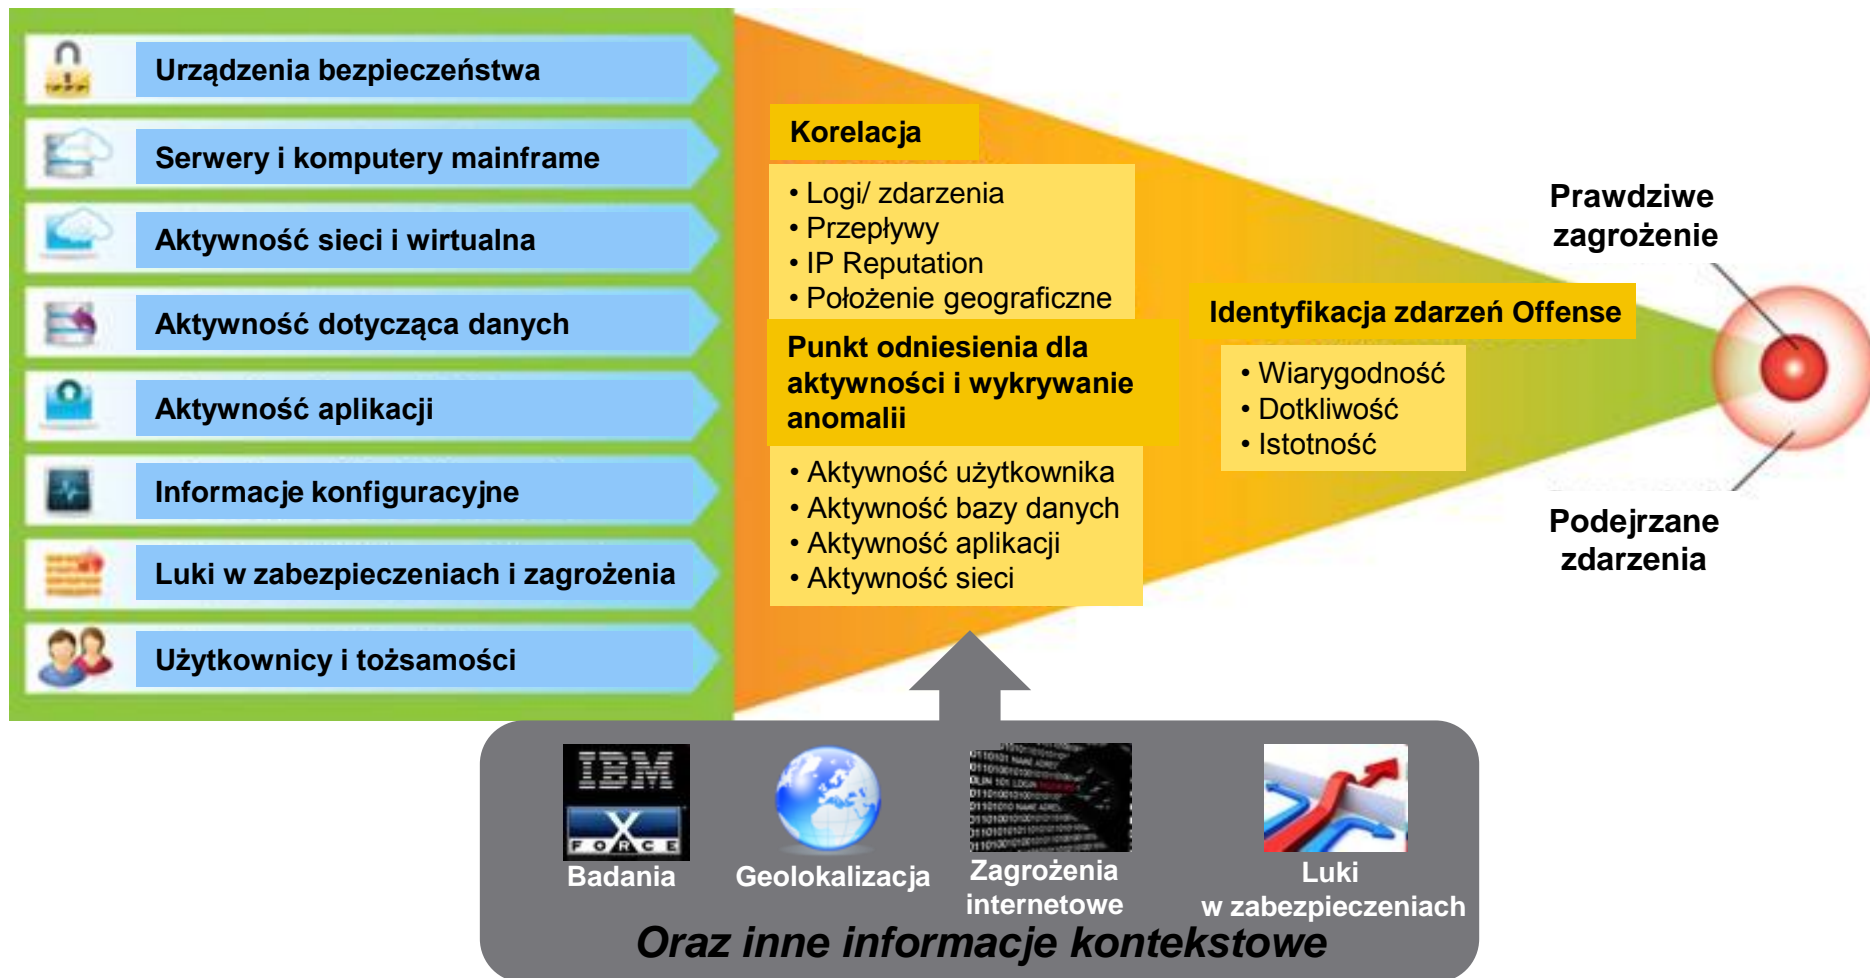 Urządzenia bezpieczeństwa
Serwery i komputery mainframe
Aktywność sieci i wirtualna
Aktywność dotycząca danych
Aktywność aplikacji
Informacje konfiguracyjne
Luki w zabezpieczeniach i zagrożenia
Użytkownicy i tożsamości
Korelacja
• Logi/ zdarzenia
• Przepływy
• IP Reputation
• Położenie geograficzne
Punkt odniesienia dla
aktywności i wykrywanie
anomalii
• Aktywność użytkownika
• Aktywność bazy danych
• Aktywność aplikacji
• Aktywność sieci
Identyfikacja zdarzeń Offense
• Wiarygodność
• Dotkliwość
• Istotność
Prawdziwe
zagrożenie
Podejrzane
zdarzenia
IBM
X
FORCE
Badania
Geolokalizacja
Zagrożenia
internetowe
Luki
w zabezpieczeniach
Oraz inne informacje kontekstowe